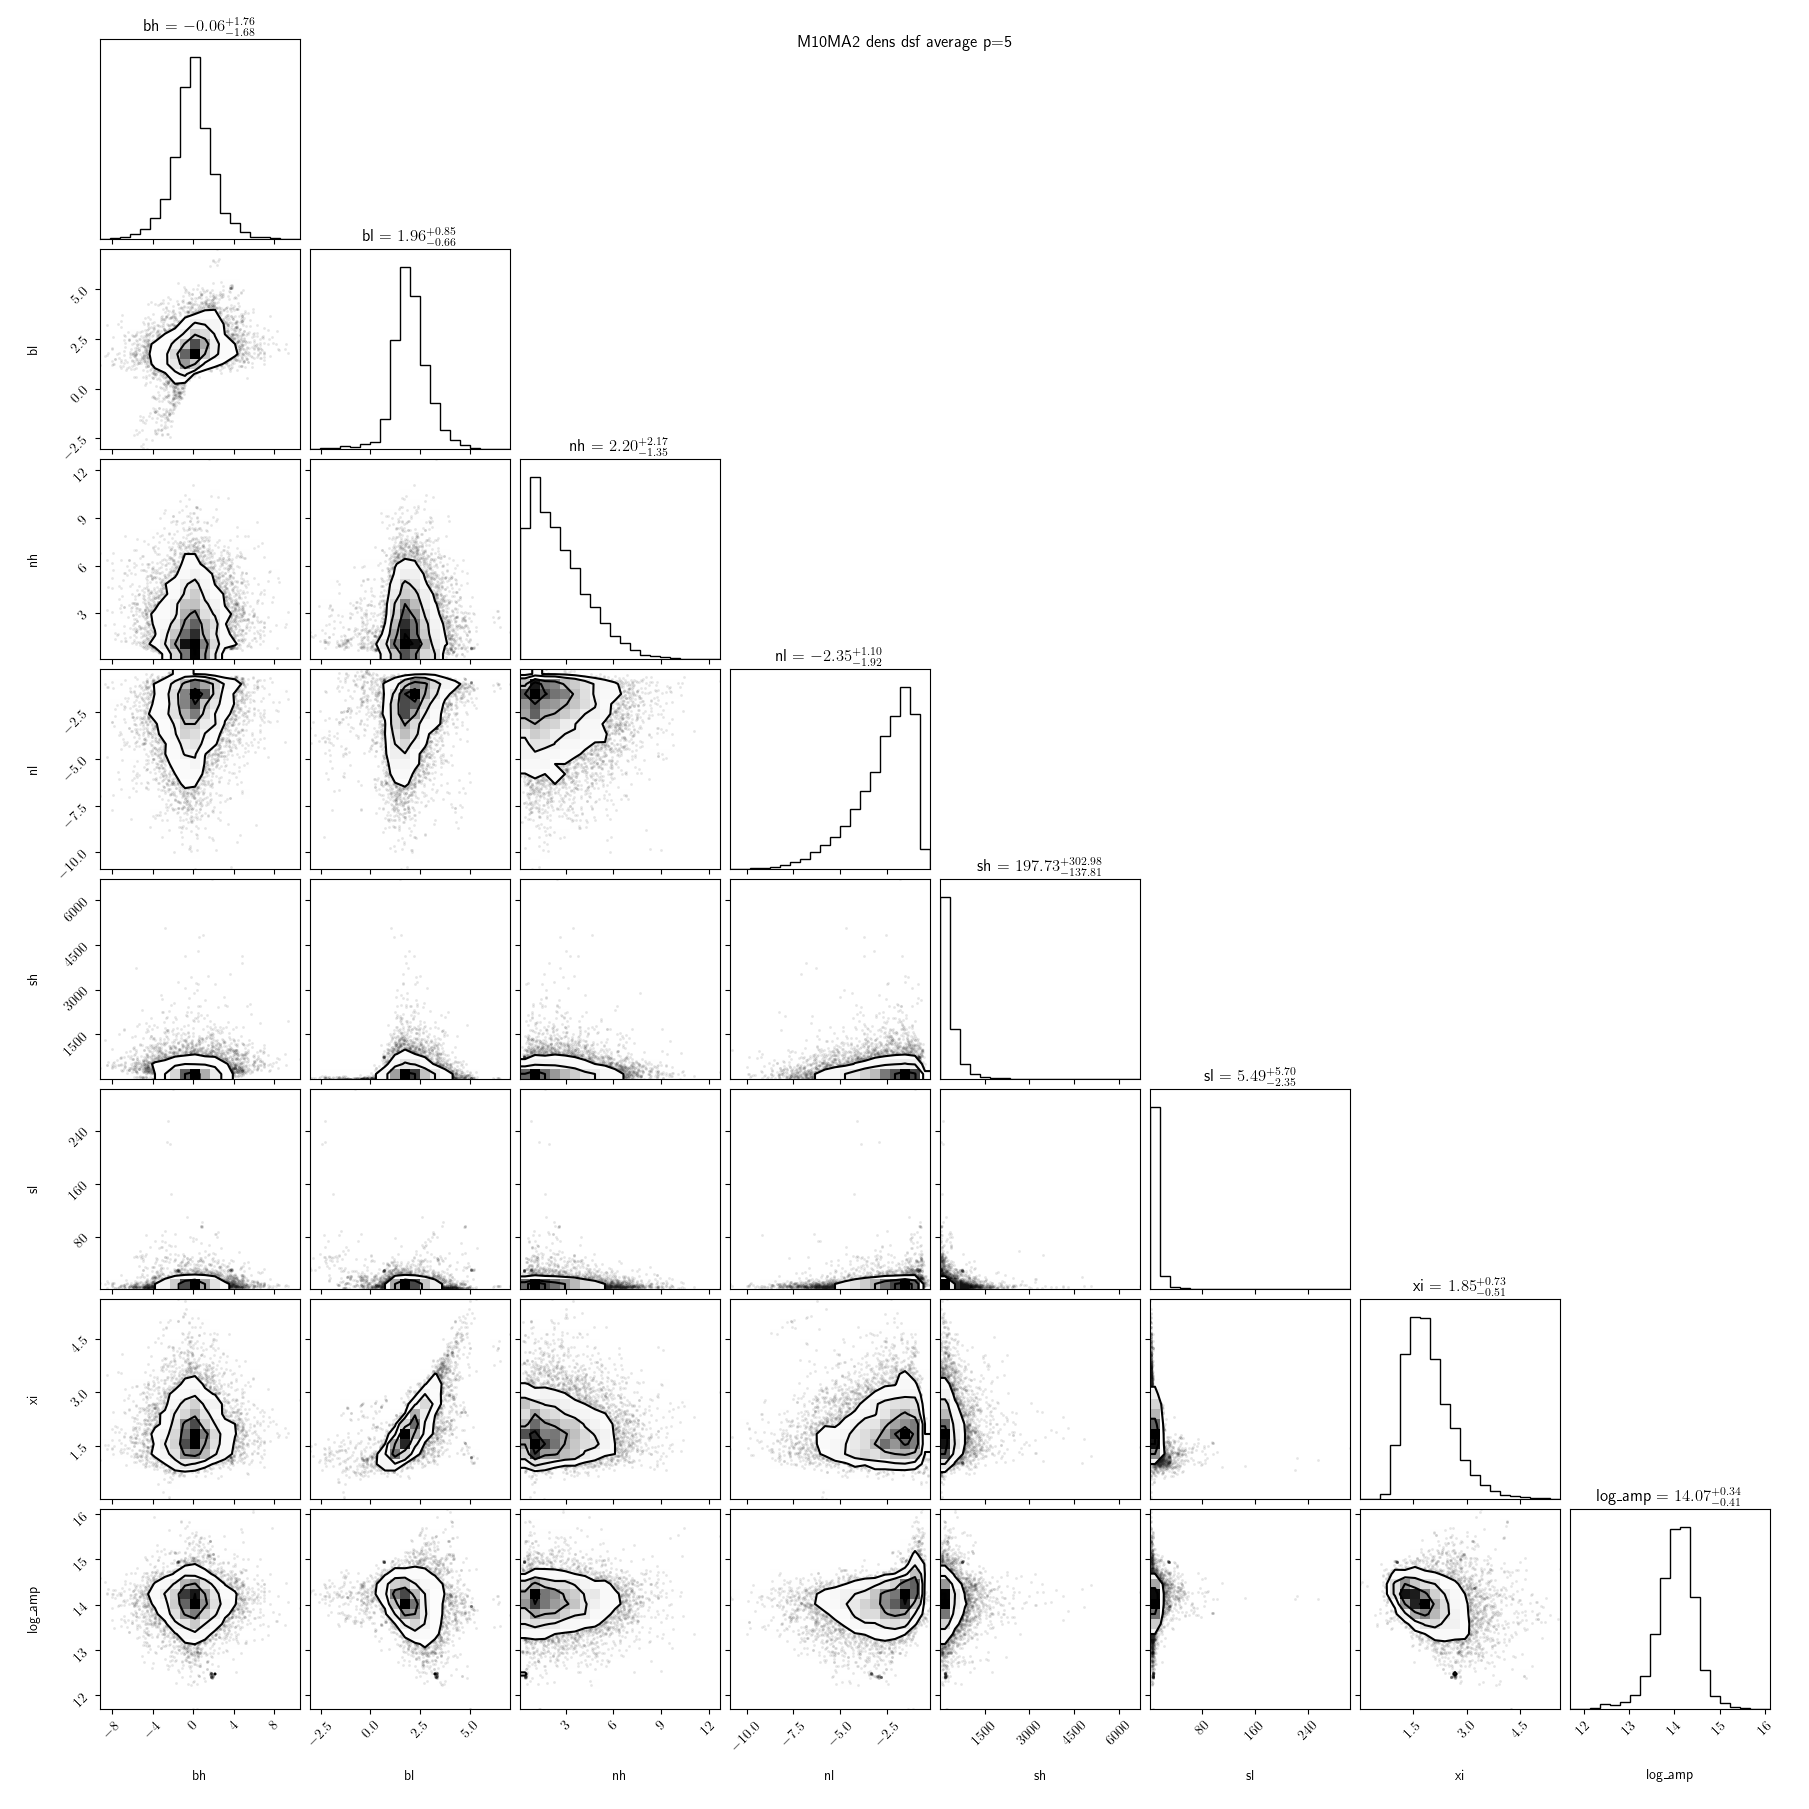 M10MA2 dens dsf average p=5
bh = −0.06+1.76−1.68
bl = 1.96+0.85−0.66
bl
5.0
2.5
0.0
−2.5
nh = 2.20+2.17−1.35
nh
12
9
6
3
nl = −2.35+1.10−1.92
nl
−2.5
−5.0
−7.5
−10.0
sh = 197.73+302.98−137.81
sh
6000
4500
3000
1500
sl = 5.49+5.70−2.35
sl
240
160
80
xi = 1.85+0.73−0.51
xi
4.5
3.0
1.5
log_amp = 14.07+0.34−0.41
log_amp
16
15
14
13
12
−8 −4 0 4 8 −2.5 0.0 2.5 5.0 3 6 9 12 −10.0 −7.5 −5.0 −2.5 1500 3000 4500 6000 80 160 240 1.5 3.0 4.5 12 13 14 15 16
bh bl nh nl sh sl xi log_amp